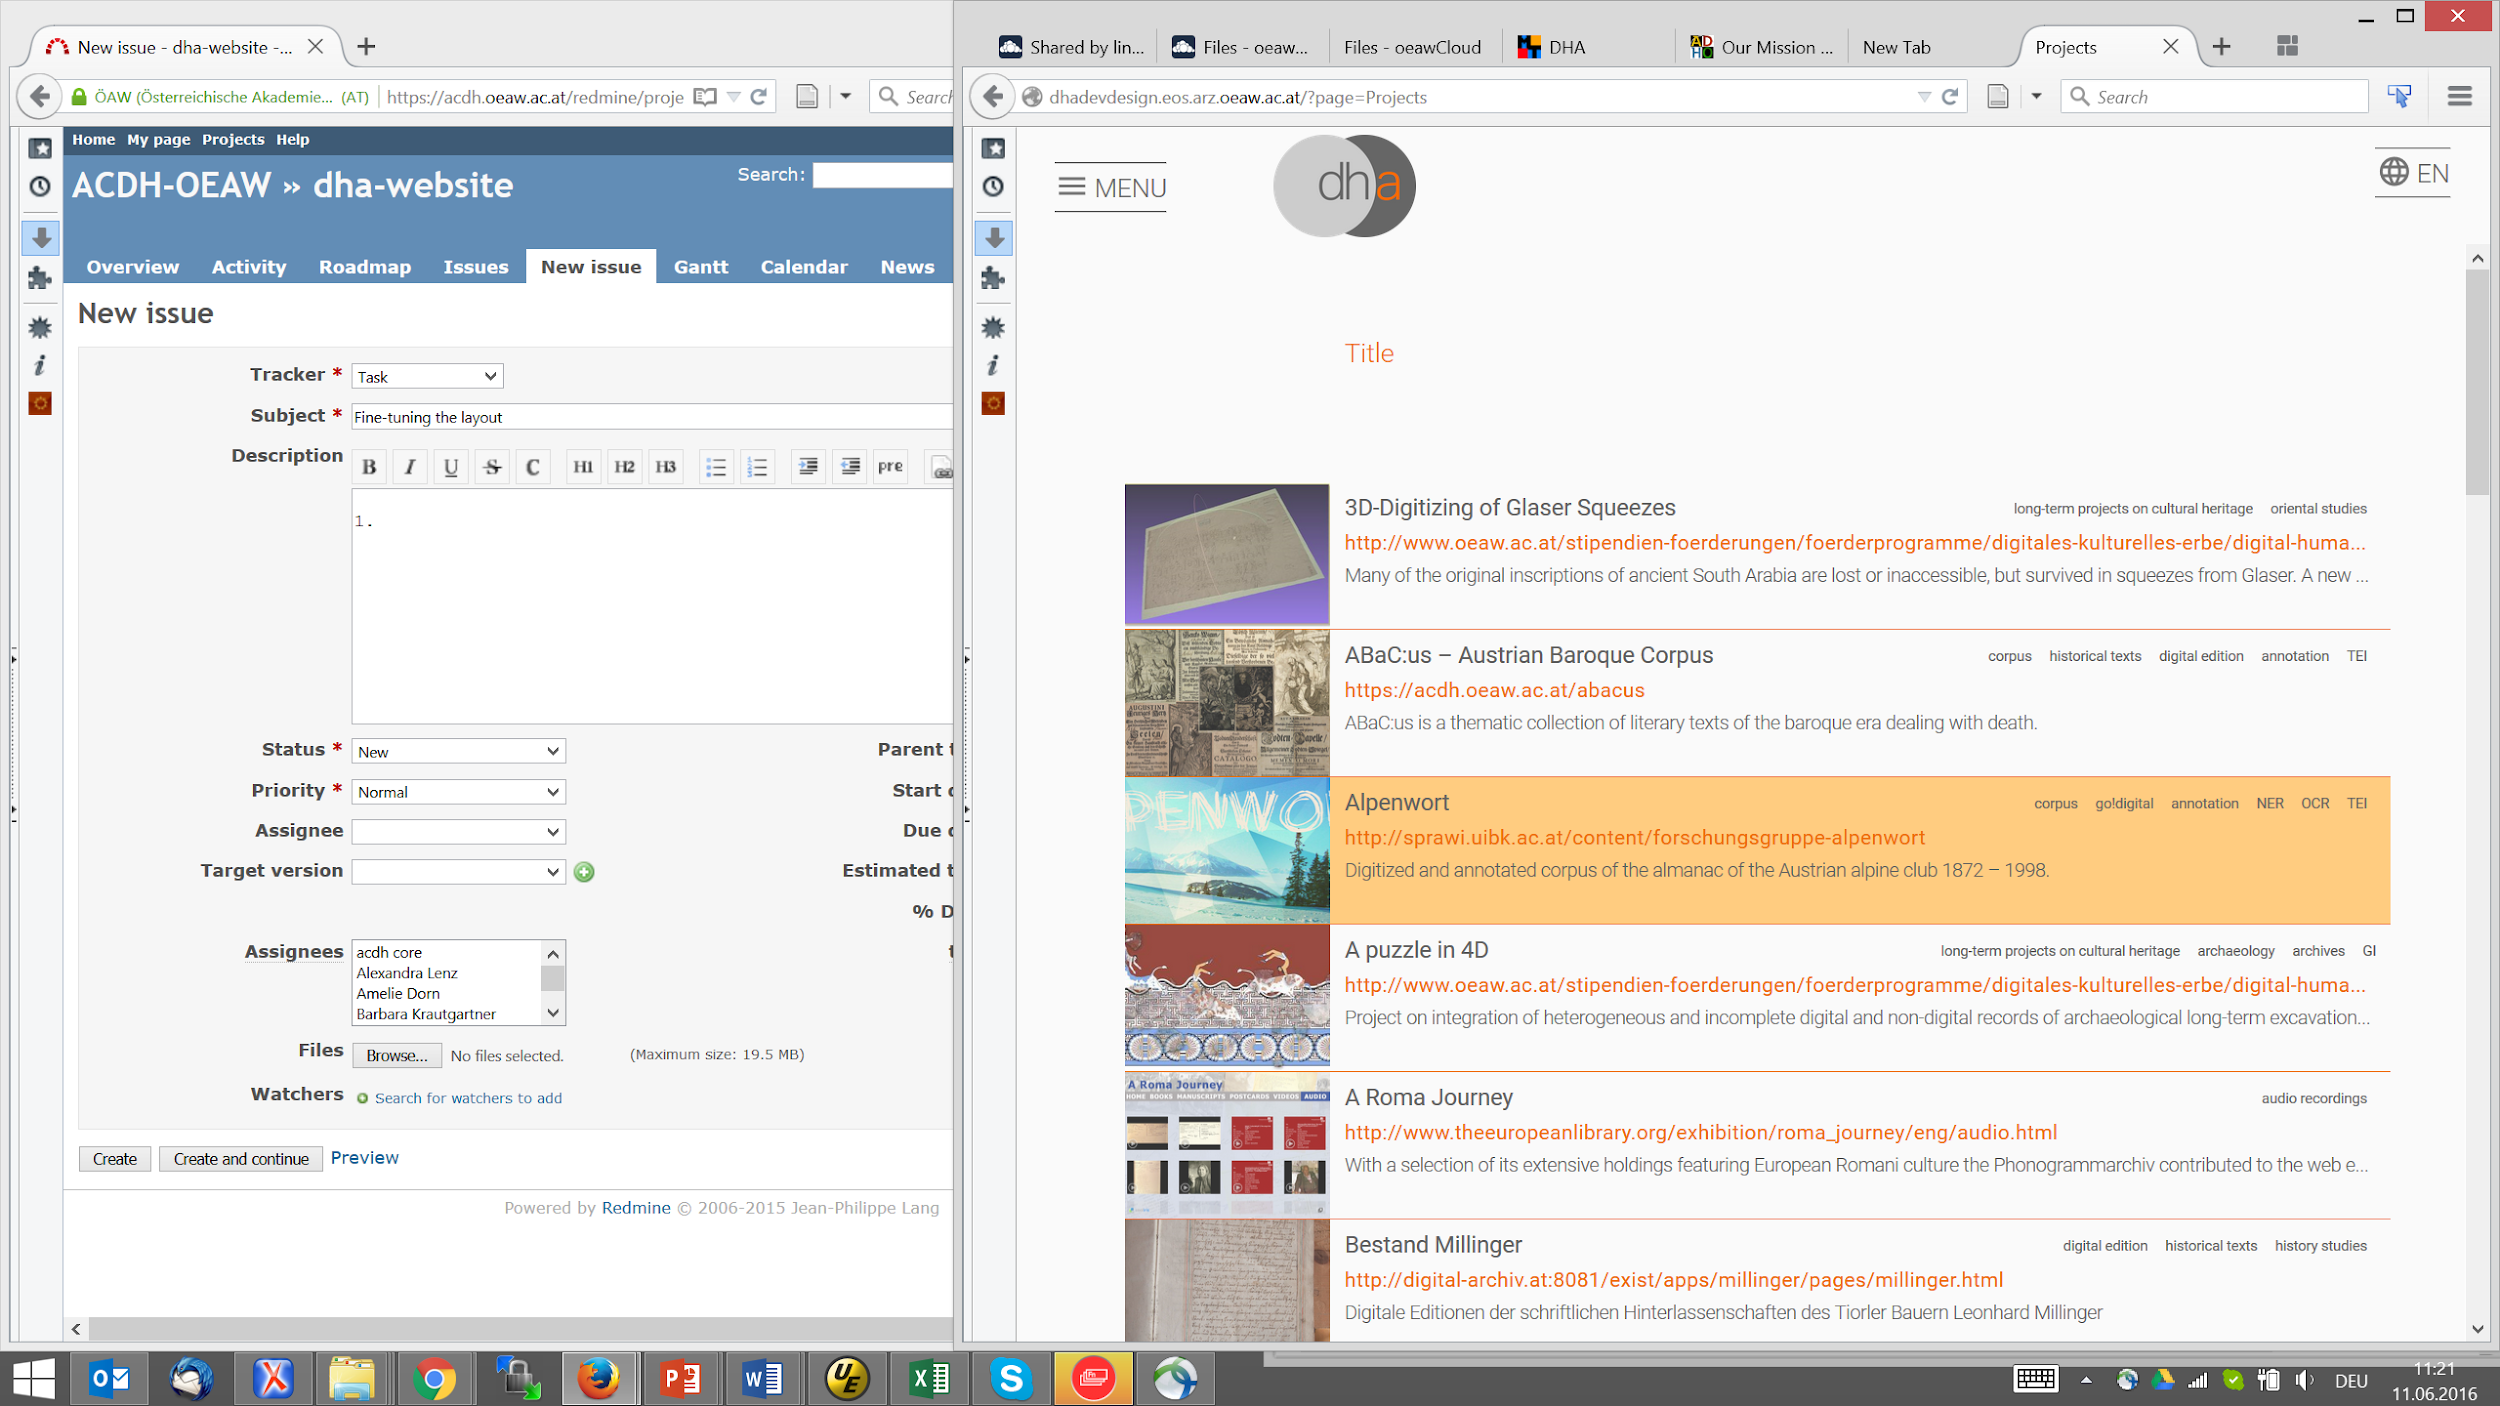 New issue - dha-website -...
ÖAW (Österreichische Akademie... (AT)
https://acdh.oeaw.ac.at/redmine/proje
Search
Home My page Projects Help
ACDH-OEAW » dha-website
Search:
Overview Activity Roadmap Issues New issue Gantt Calendar News
New issue
Tracker * Task
Subject * Fine-tuning the layout
Description B I U S C H1 H2 H3 pre
1.
Status * New
Parent t
Priority * Normal
Start
Assignee
Due
Target version
Estimated t
% D
Assignees acdh core
Alexandra Lenz
Amelie Dorn
Barbara Krautgartner
Files Browse... No files selected. (Maximum size: 19.5 MB)
Watchers Search for watchers to add
Create Create and continue Preview
Powered by Redmine © 2006-2015 Jean-Philippe Lang
Shared by lin... Files - oeaw... Files - oeawCloud DHA Our Mission ... New Tab Projects
dhadevdesign.eos.arz.oeaw.ac.at/?page=Projects
Search
MENU
dha
EN
Title
3D-Digitizing of Glaser Squeezes
long-term projects on cultural heritage oriental studies
http://www.oeaw.ac.at/stipendien-foerderungen/foerderprogramme/digitales-kulturelles-erbe/digital-huma...
Many of the original inscriptions of ancient South Arabia are lost or inaccessible, but survived in squeezes from Glaser. A new ...
ABaC:us – Austrian Baroque Corpus
corpus historical texts digital edition annotation TEI
https://acdh.oeaw.ac.at/abacus
ABaC:us is a thematic collection of literary texts of the baroque era dealing with death.
PENWO
Alpenwort
corpus go!digital annotation NER OCR TEI
http://sprawi.uibk.ac.at/content/forschungsgruppe-alpenwort
Digitized and annotated corpus of the almanac of the Austrian alpine club 1872 – 1998.
A puzzle in 4D
long-term projects on cultural heritage archaeology archives GI
http://www.oeaw.ac.at/stipendien-foerderungen/foerderprogramme/digitales-kulturelles-erbe/digital-huma...
Project on integration of heterogeneous and incomplete digital and non-digital records of archaeological long-term excavation...
A Roma Journey
HOME BOOKS MANUSCRIPTS POSTCARDS VIDEOS AUDIO
A Roma Journey
audio recordings
http://www.theeuropeanlibrary.org/exhibition/roma_journey/eng/audio.html
With a selection of its extensive holdings featuring European Romani culture the Phonogrammarchiv contributed to the web e...
Bestand Millinger
digital edition historical texts history studies
http://digital-archiv.at:8081/exist/apps/millinger/pages/millinger.html
Digitale Editionen der schriftlichen Hinterlassenschaften des Tiorler Bauern Leonhard Millinger
DEU
11:21
11.06.2016